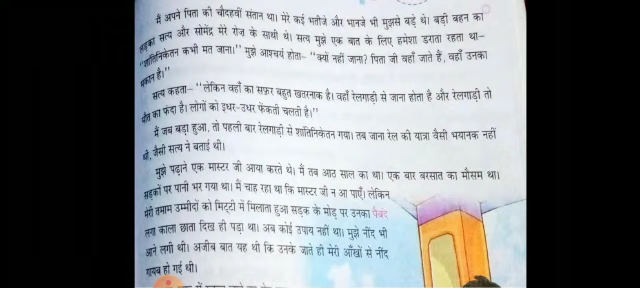 मैं अपने पिता की चौदहवीं संतान था। मेरे कई भतीजे और भानजे भी मुझसे बड़े थे। बड़ी बहन का
लड़का सत्य और सोमेंद्र मेरे रोज के साथी थे। सत्य मुझे एक बात के लिए हमेशा डराता रहता था–
"शांतिनिकेतन कभी मत जाना।" मुझे आश्चर्य होता– "क्यों नहीं जाना? पिता जी वहाँ जाते हैं, वहाँ उनका
मकान है।"
सत्य कहता– "लेकिन वहाँ का सफ़र बहुत खतरनाक है। वहाँ रेलगाड़ी से जाना होता है और रेलगाड़ी तो
मौत का फंदा है। लोगों को इधर-उधर फेंकती चलती है।"
मैं जब बड़ा हुआ, तो पहली बार रेलगाड़ी से शांतिनिकेतन गया। तब जाना रेल की यात्रा वैसी भयानक नहीं
थी, जैसी सत्य ने बताई थी।
मुझे पढ़ाने एक मास्टर जी आया करते थे। मैं तब आठ साल का था। एक बार बरसात का मौसम था।
सड़कों पर पानी भर गया था। मैं चाह रहा था कि मास्टर जी न आ पाएँ। लेकिन
मेरी तमाम उम्मीदों को मिट्टी में मिलाता हुआ सड़क के मोड़ पर उनका पैबंद
लगा काला छाता दिख ही पड़ा था। अब कोई उपाय नहीं था। मुझे नींद भी
आने लगी थी। अजीब बात यह थी कि उनके जाते ही मेरी आँखों से नींद
गायब हो गई थी।